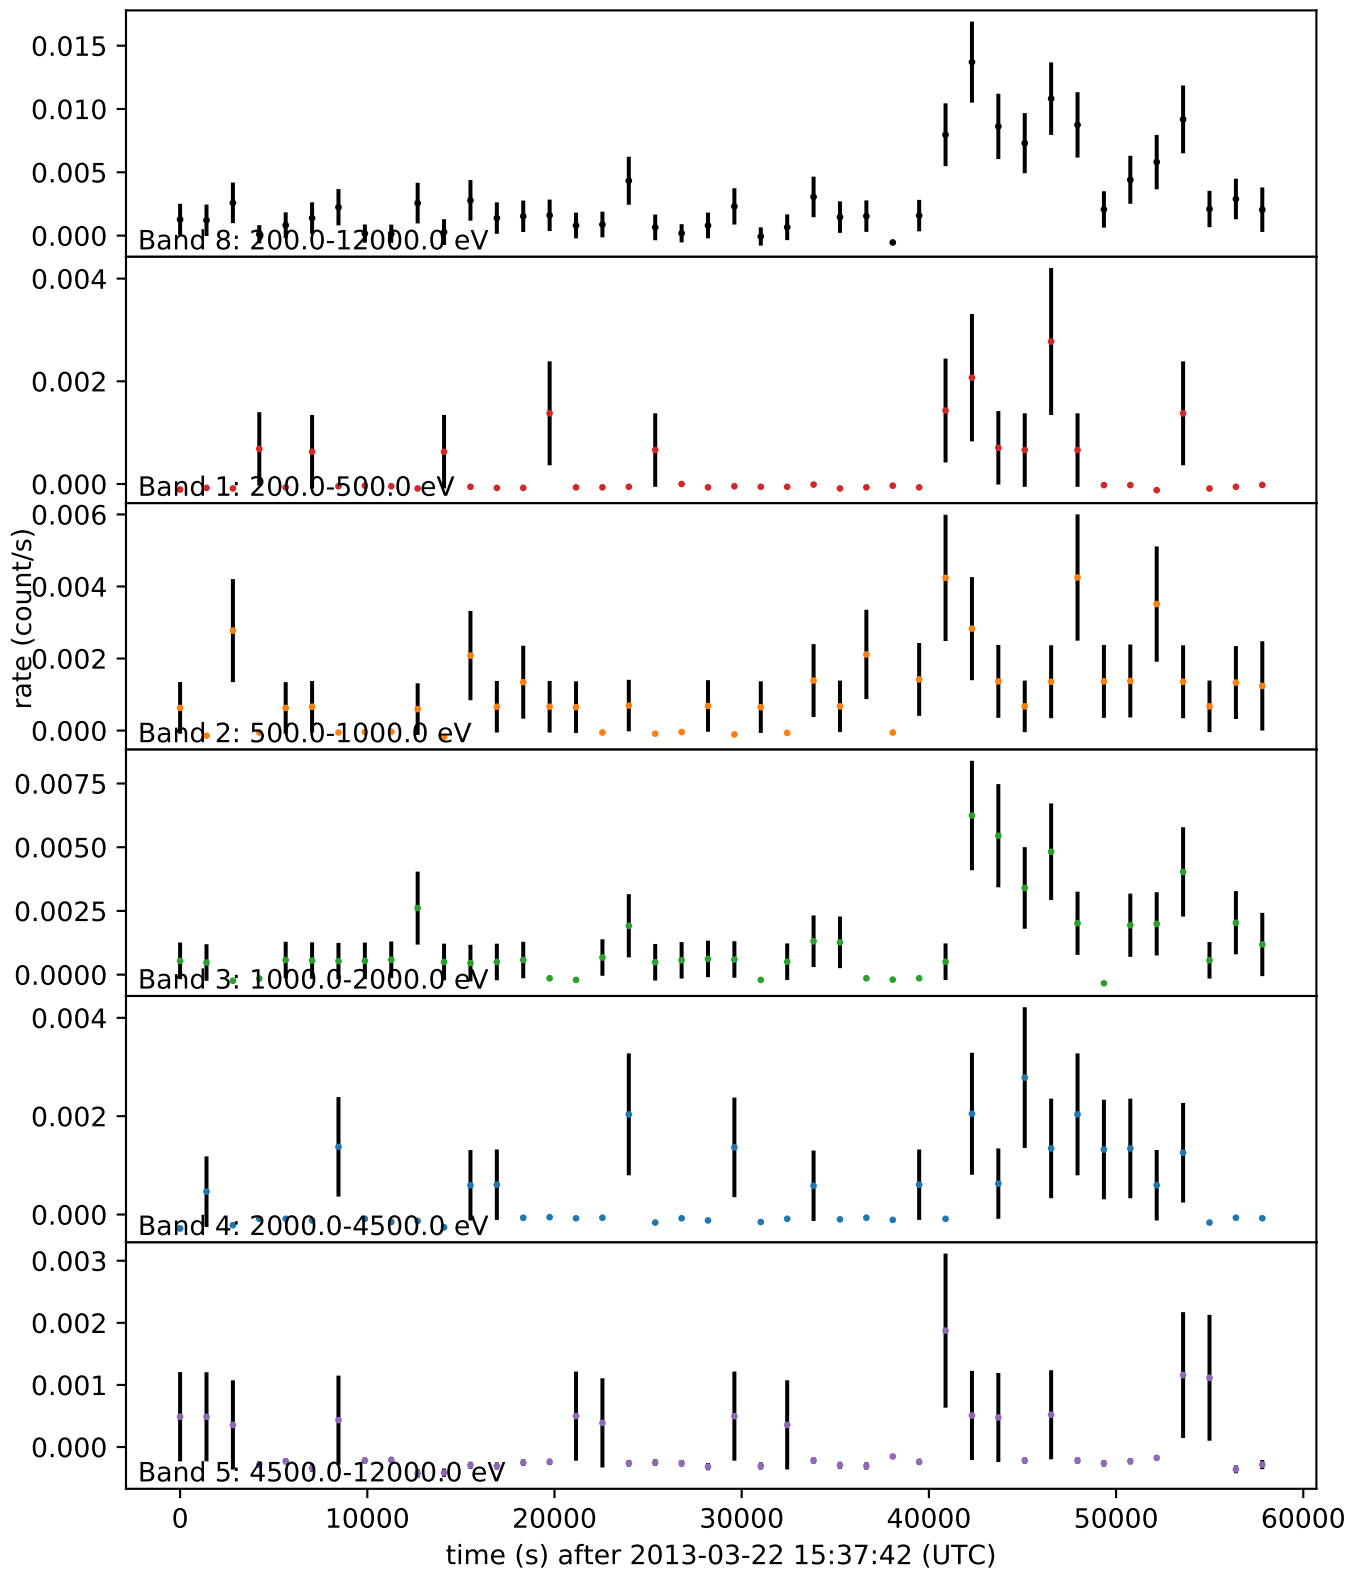 0.015
0.010
0.005
0.000
Band 8: 200.0-12000.0 eV
0.004
0.002
0.000
Band 1: 200.0-500.0 eV
rate (count/s)
0.006
0.004
0.002
0.000
Band 2: 500.0-1000.0 eV
0.0075
0.0050
0.0025
0.0000
Band 3: 1000.0-2000.0 eV
0.004
0.002
0.000
Band 4: 2000.0-4500.0 eV
0.003
0.002
0.001
0.000
Band 5: 4500.0-12000.0 eV
0 10000 20000 30000 40000 50000 60000
time (s) after 2013-03-22 15:37:42 (UTC)